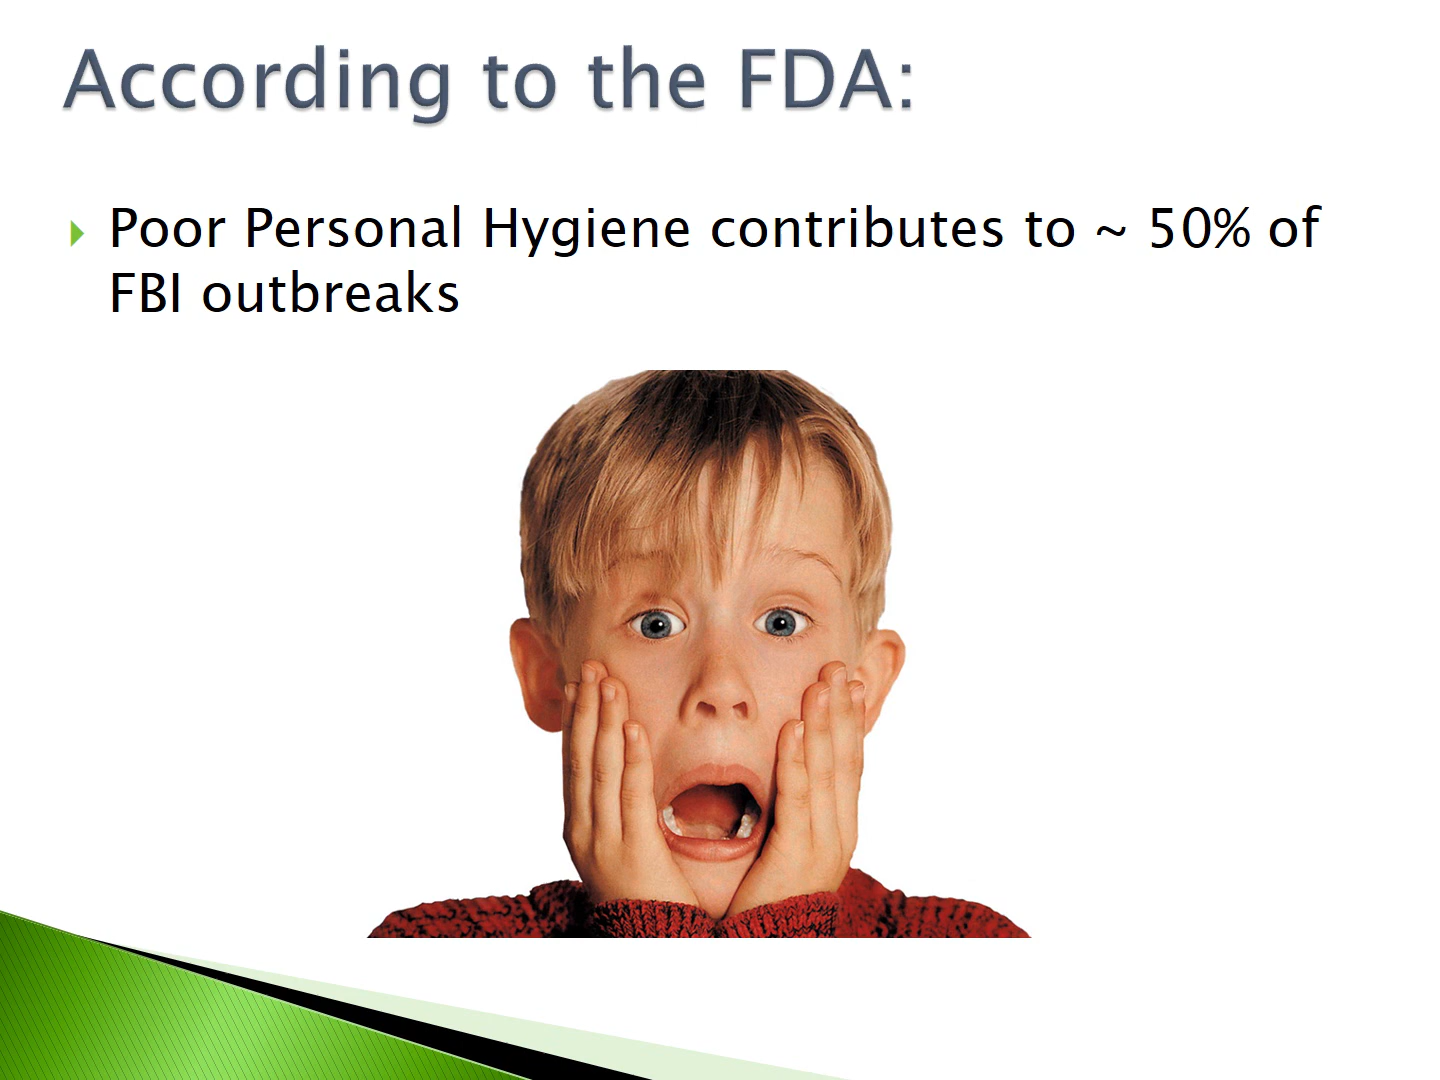 According to the FDA:
Poor Personal Hygiene contributes to ~ 50% of
FBI outbreaks